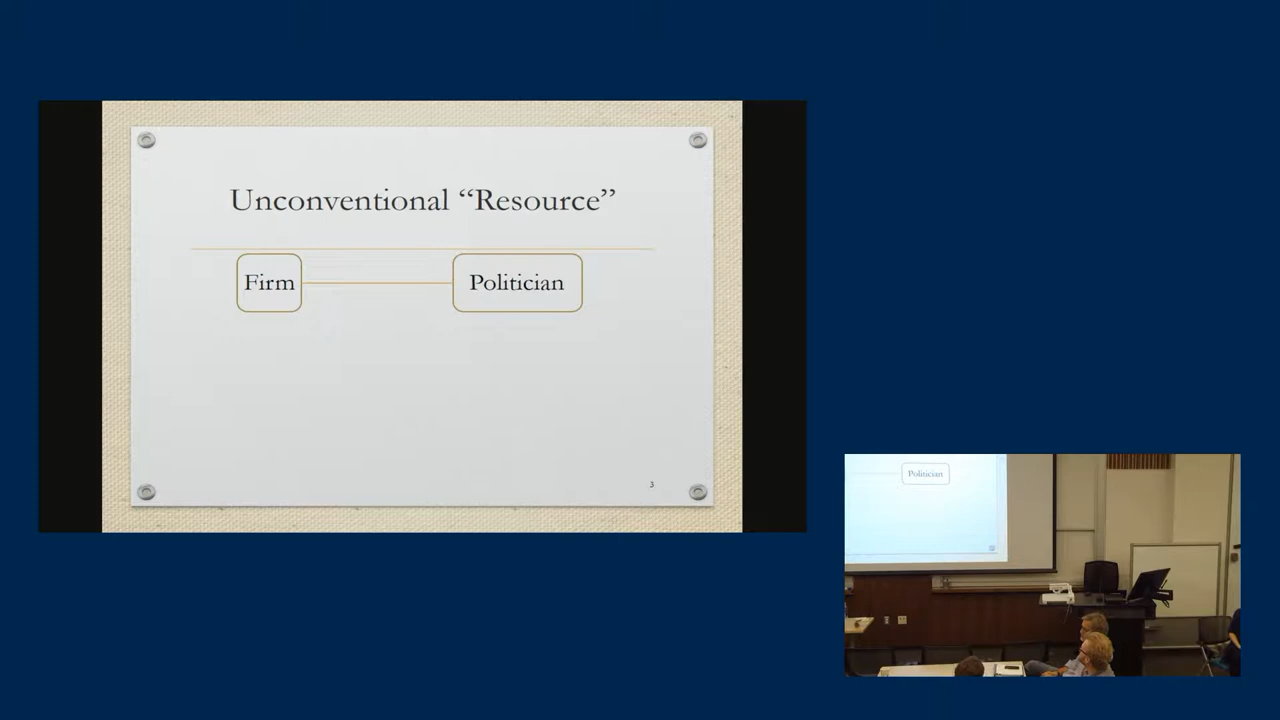 Unconventional “Resource”
Firm
Politician
3
Politician